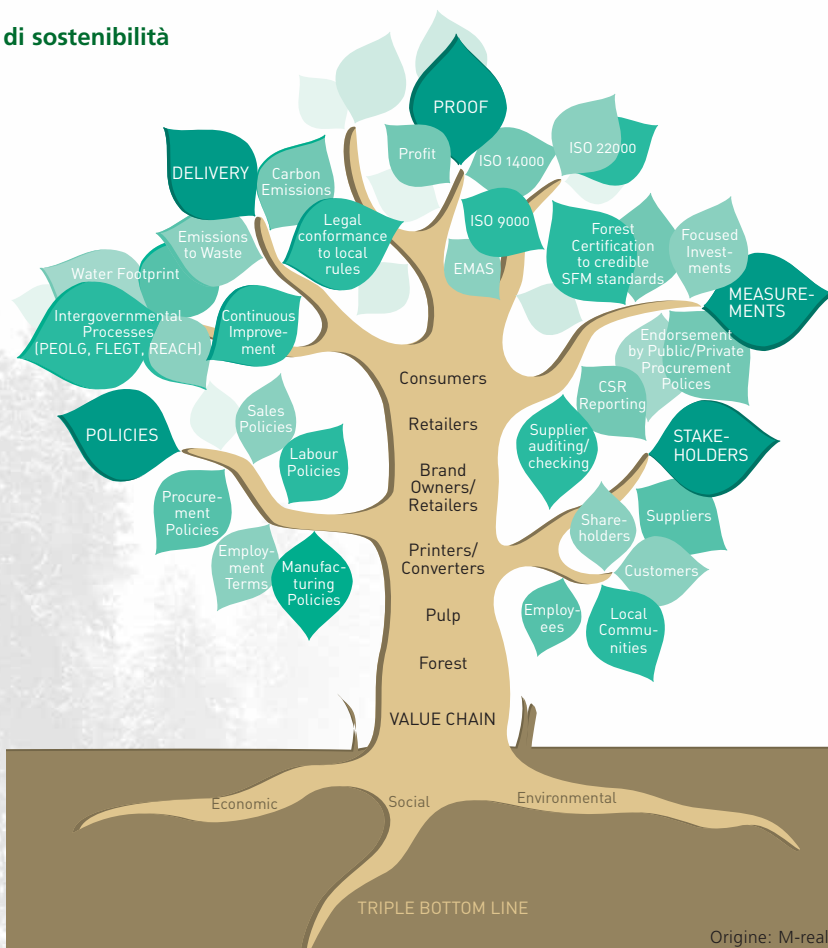 di sostenibilità
PROOF
Profit
ISO 14000
ISO 22000
ISO 9000
EMAS
DELIVERY
Carbon
Emissions
Legal
conformance
to local
rules
Emissions
to Waste
Water Footprint
Intergovernmental
Processes
(PEOLG, FLEGT, REACH)
Continuous
Improve-
ment
Forest
Certification
to credible
SFM standards
Focused
Invest-
ments
MEASURE-
MENTS
Endorsement
by Public/Private
Procurement
Polices
CSR
Reporting
Supplier
auditing/
checking
POLICIES
Sales
Policies
Labour
Policies
Procure-
ment
Policies
Employ-
ment
Terms
Manufac-
turing
Policies
STAKE-
HOLDERS
Share-
holders
Suppliers
Customers
Employ-
ees
Local
Commu-
nities
Consumers
Retailers
Brand
Owners/
Retailers
Printers/
Converters
Pulp
Forest
VALUE CHAIN
Economic
Social
Environmental
TRIPLE BOTTOM LINE
Origine: M-real